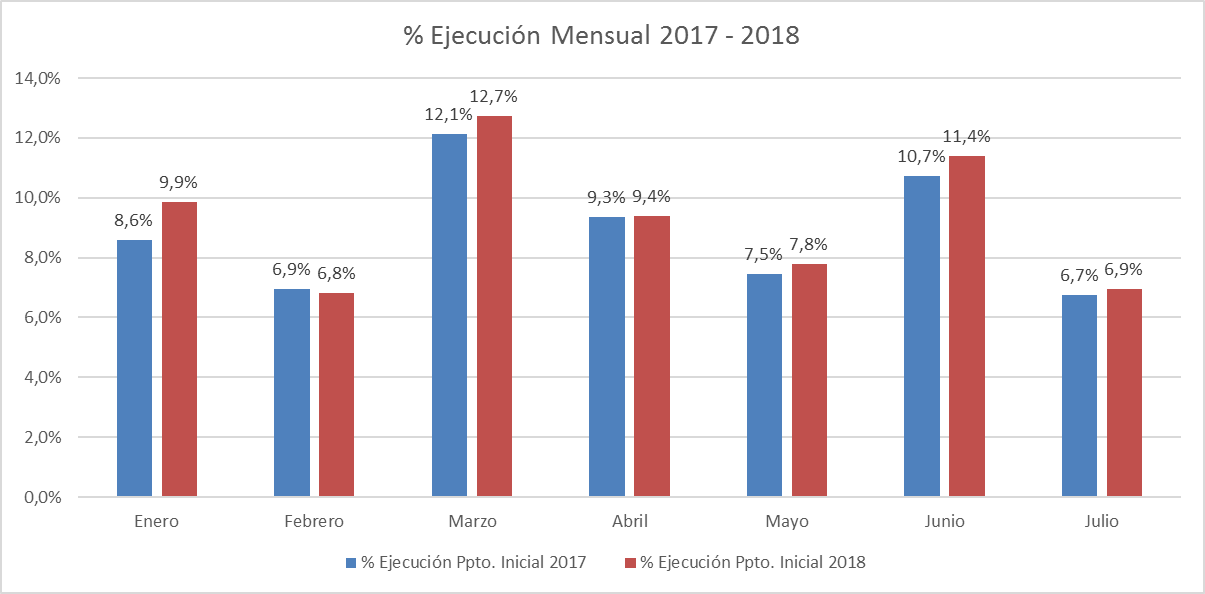 % Ejecución Mensual 2017 - 2018
14,0%
12,0%
10,0%
8,0%
6,0%
4,0%
2,0%
0,0%
8,6%
9,9%
6,9%
6,8%
12,1%
12,7%
9,3%
9,4%
7,5%
7,8%
10,7%
11,4%
6,7%
6,9%
Enero
Febrero
Marzo
Abril
Mayo
Junio
Julio
% Ejecución Ppto. Inicial 2017
% Ejecución Ppto. Inicial 2018